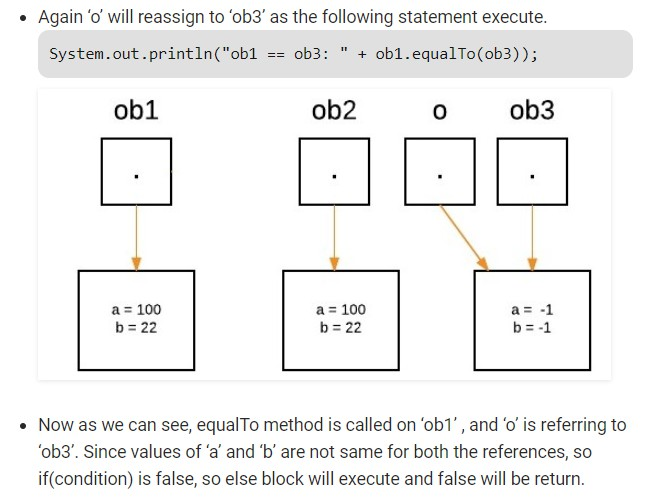 Again ‘o’ will reassign to ‘ob3’ as the following statement execute.
System.out.println("ob1 == ob3: " + ob1.equalTo(ob3));
ob1 ob2 o ob3
a = 100 a = 100 a = -1
b = 22 b = 22 b = -1
Now as we can see, equalTo method is called on ‘ob1’ , and ‘o’ is referring to
‘ob3’. Since values of ‘a’ and ‘b’ are not same for both the references, so
if(condition) is false, so else block will execute and false will be return.